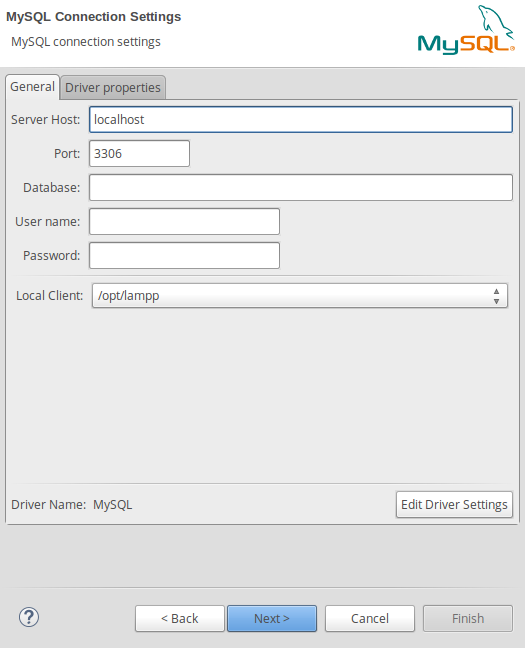 MySQL Connection Settings
MySQL connection settings
MySQL®
General Driver properties
Server Host: localhost
Port: 3306
Database:
User name:
Password:
Local Client: /opt/lampp
Driver Name: MySQL Edit Driver Settings
? < Back Next > Cancel Finish